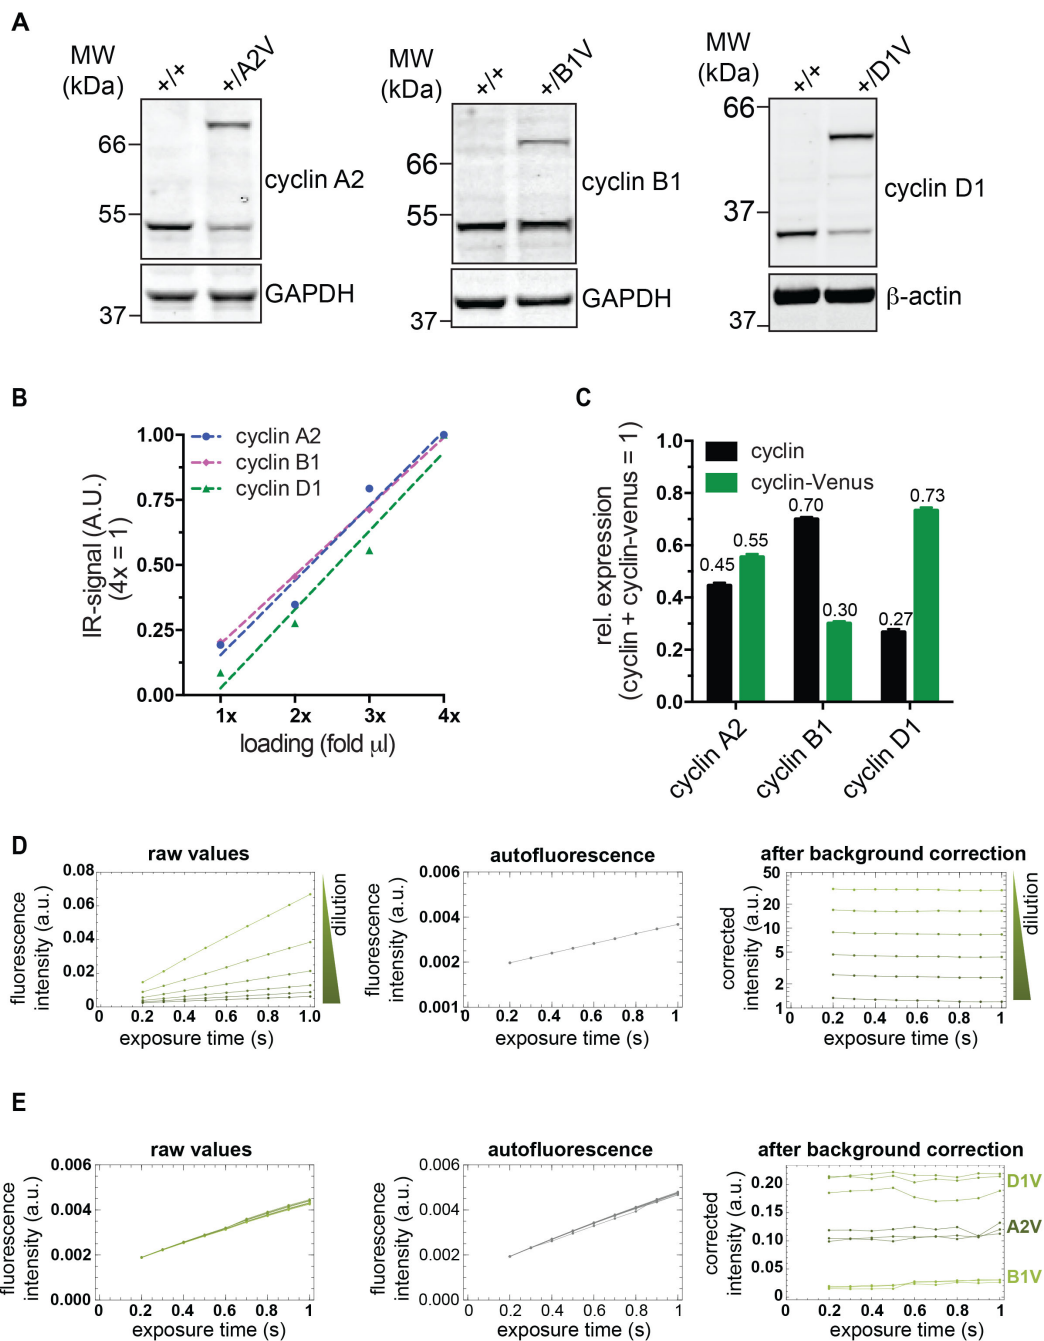 A
MW
(kDa)
+/+
+/A2V
66
55
37
cyclin A2
GAPDH
MW
(kDa)
+/+
+/B1V
66
55
37
cyclin B1
GAPDH
MW
(kDa)
+/+
+/D1V
66
37
37
cyclin D1
β-actin
B
IR-signal (A.U.)
(4x = 1)
1.00
0.75
0.50
0.25
0.00
cyclin A2
cyclin B1
cyclin D1
1x 2x 3x 4x
loading (fold µl)
C
rel. expression
(cyclin + cyclin-venus = 1)
1.0
0.8
0.6
0.4
0.2
0.0
cyclin
cyclin-Venus
0.45
0.55
0.70
0.30
0.27
0.73
cyclin A2
cyclin B1
cyclin D1
D
raw values
fluorescence
intensity (a.u.)
0.08
0.06
0.04
0.02
0
0 0.2 0.4 0.6 0.8 1.0
exposure time (s)
dilution
autofluorescence
fluorescence
intensity (a.u.)
0.006
0.004
0.002
0.001
0 0.2 0.4 0.6 0.8 1
exposure time (s)
after background correction
corrected
intensity (a.u.)
50
20
10
5
2
1
0 0.2 0.4 0.6 0.8 1
exposure time (s)
dilution
E
raw values
fluorescence
intensity (a.u.)
0.006
0.004
0.002
0.000
0 0.2 0.4 0.6 0.8 1
exposure time (s)
autofluorescence
fluorescence
intensity (a.u.)
0.006
0.004
0.002
0.000
0 0.2 0.4 0.6 0.8 1
exposure time (s)
after background correction
corrected
intensity (a.u.)
0.20
0.15
0.10
0.05
0
0 0.2 0.4 0.6 0.8 1
exposure time (s)
D1V
A2V
B1V